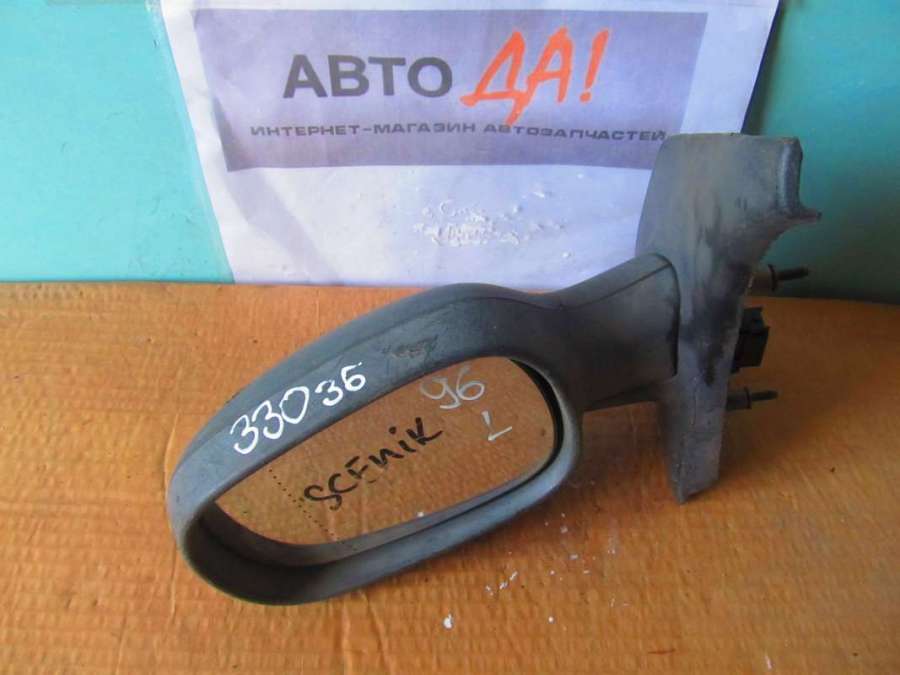 АВТО ДА!
ИНТЕРНЕТ-МАГАЗИН АВТОЗАПЧАСТЕЙ
33036
96
SCENiK
L